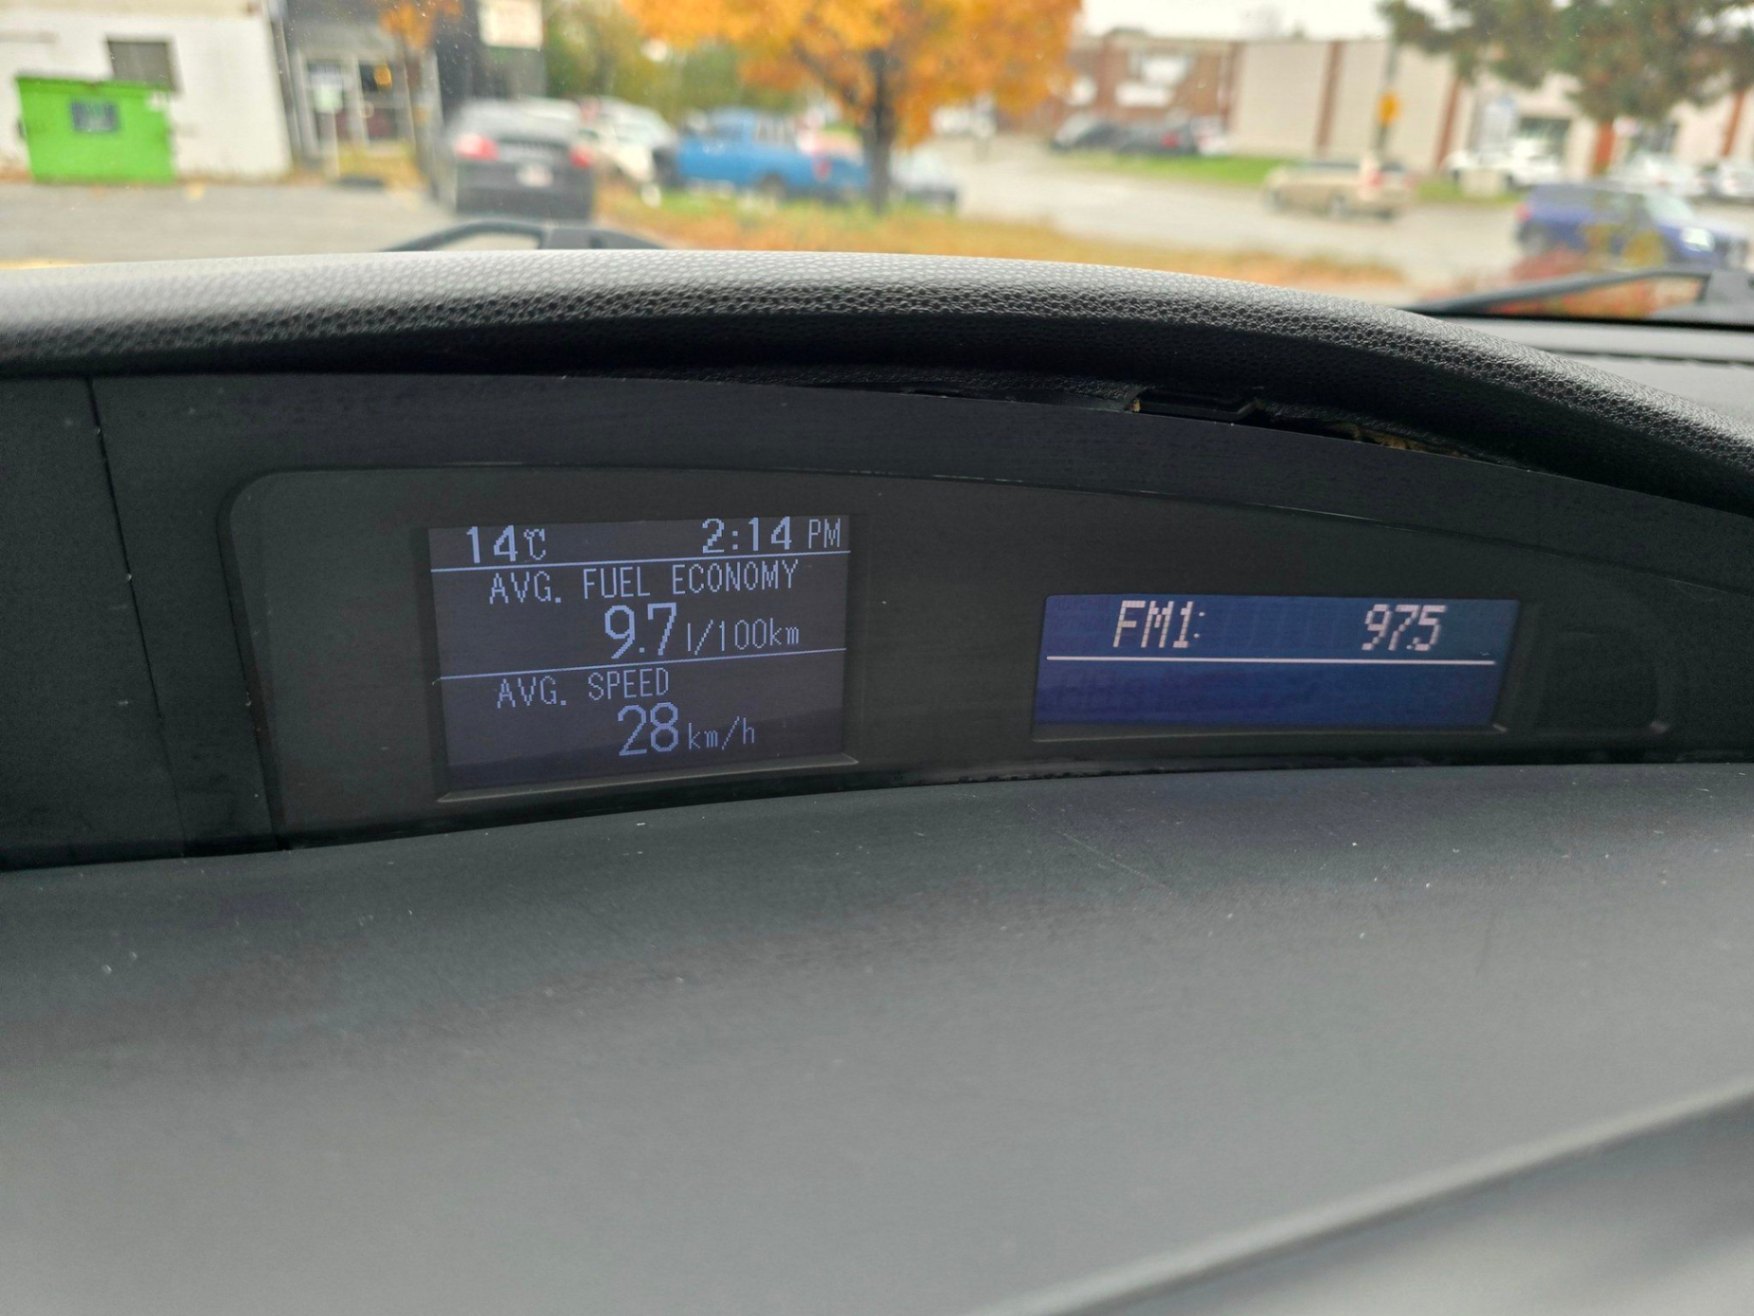 14℃ 2:14 PM
AVG. FUEL ECONOMY
9.7 l/100km
AVG. SPEED
28 km/h
FM1: 97.5